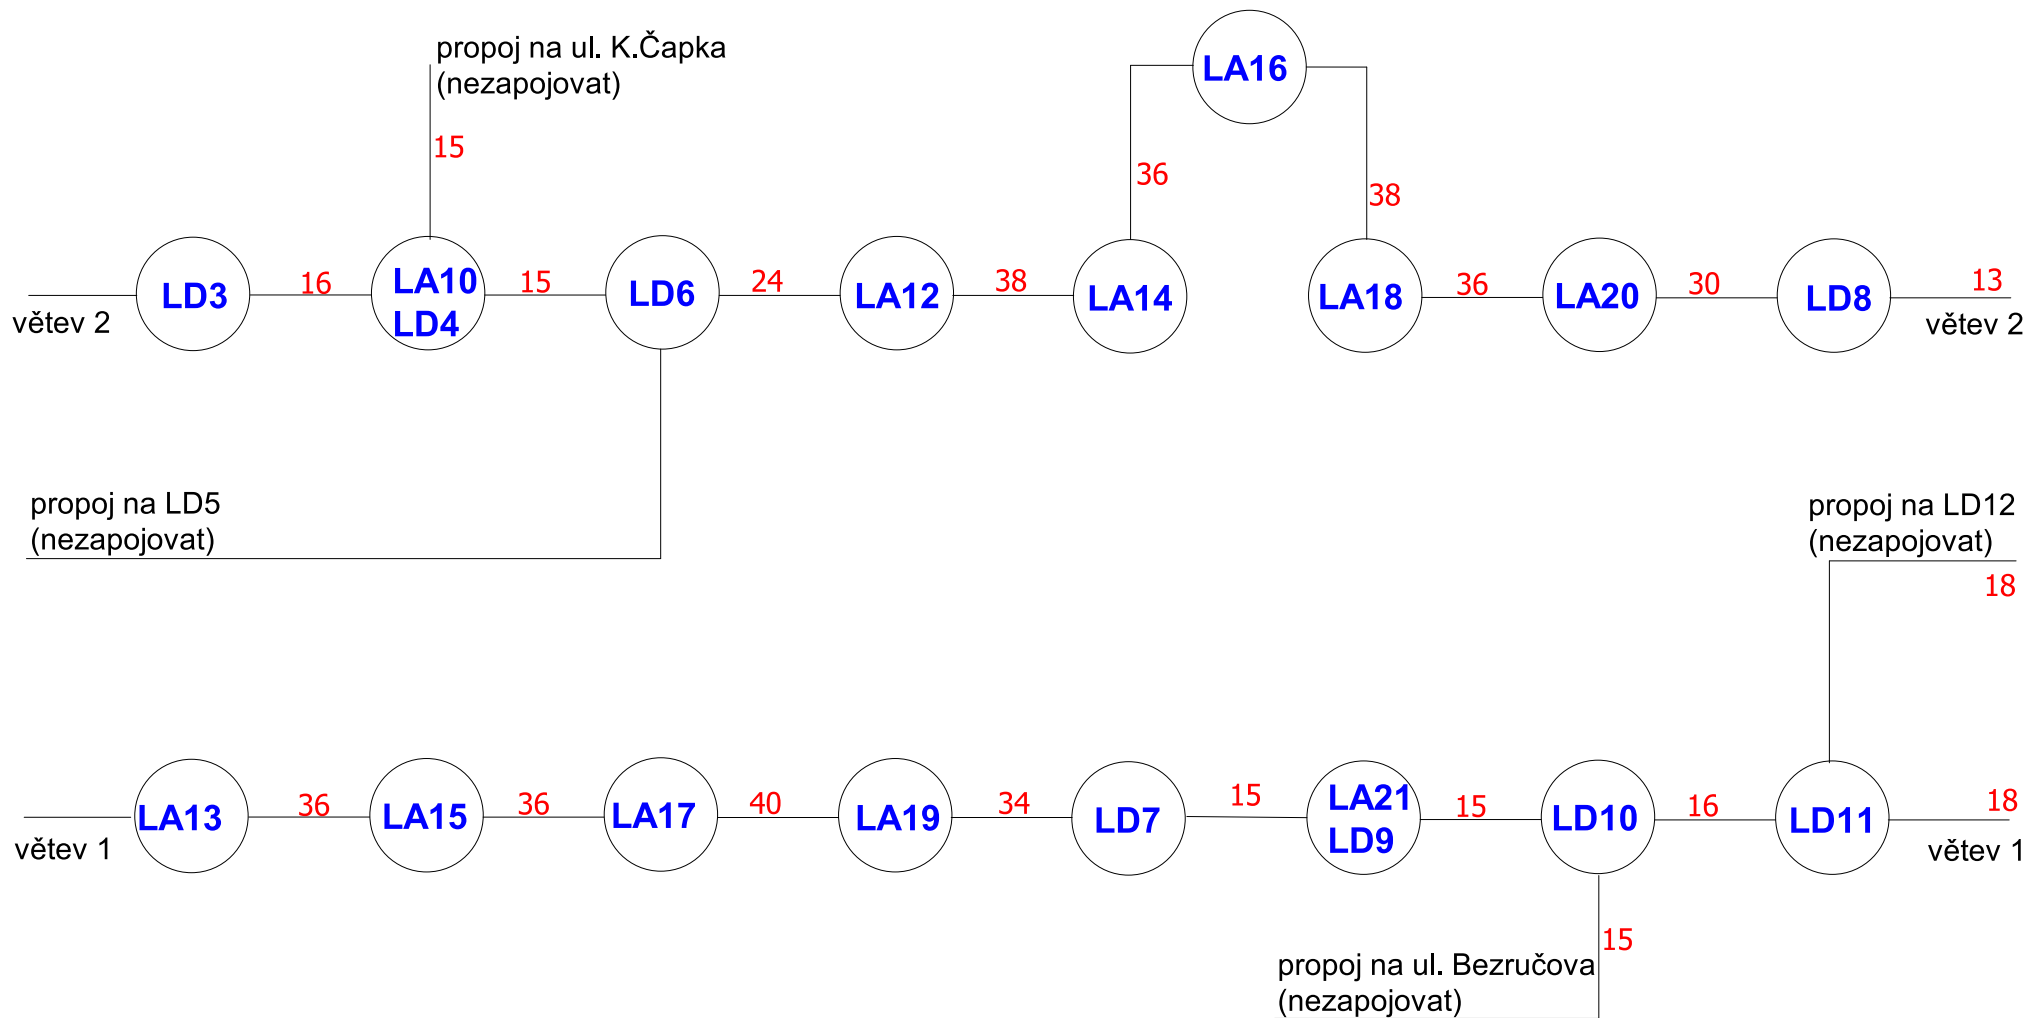 propoj na ul. K.Čapka
(nezapojovat)
LA16
15
36
38
LD3
16
LA10
LD4
15
LD6
24
LA12
38
LA14
LA18
36
LA20
30
LD8
13
větev 2
větev 2
propoj na LD5
(nezapojovat)
propoj na LD12
(nezapojovat)
18
LA13
36
LA15
36
LA17
40
LA19
34
LD7
15
LA21
LD9
15
LD10
16
LD11
18
větev 1
větev 1
15
propoj na ul. Bezručova
(nezapojovat)